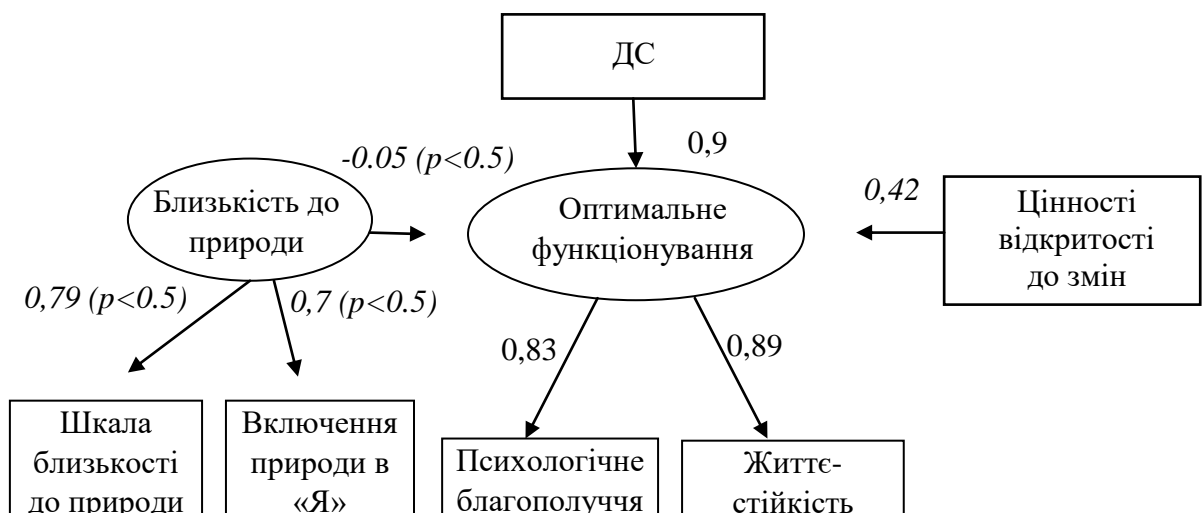 ДС
0,9
-0.05 (p<0.5)
Близькість до
природи
Оптимальне
функціонування
0,42
Цінності
відкритості
до змін
0,79 (p<0.5)
0,7 (p<0.5)
0,83
0,89
Шкала
близькості
до природи
Включення
природи в
«Я»
Психологічне
благополуччя
Життє-
стійкість